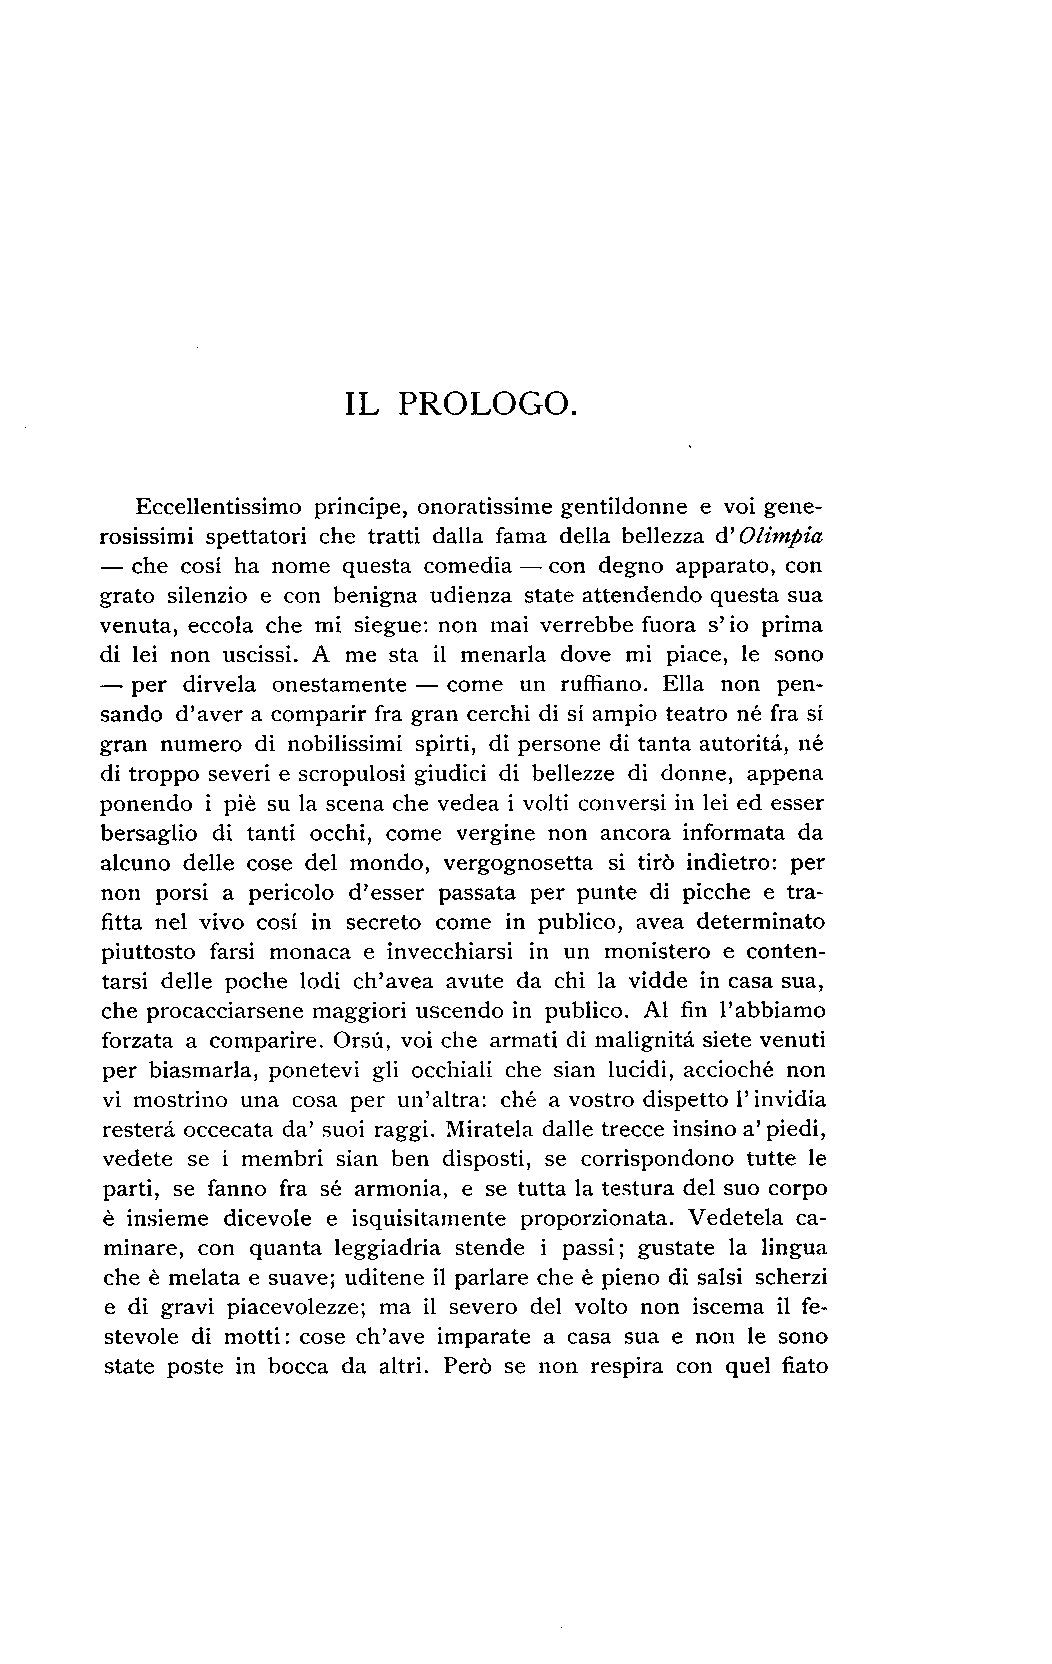 IL PROLOGO.
Eccellentissimo principe, onoratissime gentildonne e voi gene-
rosissimi spettatori che tratti dalla fama della bellezza d'Olimpia
— che cosí ha nome questa comedia — con degno apparato, con
grato silenzio e con benigna udienza state attendendo questa sua
venuta, eccola che mi siegue: non mai verrebbe fuora s'io prima
di lei non uscissi. A me sta il menarla dove mi piace, le sono
— per dirvela onestamente — come un ruffiano. Ella non pen-
sando d'aver a comparir fra gran cerchi di sí ampio teatro né fra sí
gran numero di nobilissimi spirti, di persone di tanta autoritá, né
di troppo severi e scropulosi giudici di bellezze di donne, appena
ponendo i piè su la scena che vedea i volti conversi in lei ed esser
bersaglio di tanti occhi, come vergine non ancora informata da
alcuno delle cose del mondo, vergognosetta si tirò indietro: per
non porsi a pericolo d'esser passata per punte di picche e tra-
fitta nel vivo cosí in secreto come in publico, avea determinato
piuttosto farsi monaca e invecchiarsi in un monistero e conten-
tarsi delle poche lodi ch'avea avute da chi la vidde in casa sua,
che procacciarsene maggiori uscendo in publico. Al fin l'abbiamo
forzata a comparire. Orsú, voi che armati di malignitá siete venuti
per biasmarla, ponetevi gli occhiali che sian lucidi, accioché non
vi mostrino una cosa per un'altra: ché a vostro dispetto l'invidia
resterá occecata da' suoi raggi. Miratela dalle trecce insino a' piedi,
vedete se i membri sian ben disposti, se corrispondono tutte le
parti, se fanno fra sé armonia, e se tutta la testura del suo corpo
è insieme dicevole e isquisitamente proporzionata. Vedetela ca-
minare, con quanta leggiadria stende i passi; gustate la lingua
che è melata e suave; uditene il parlare che è pieno di salsi scherzi
e di gravi piacevolezze; ma il severo del volto non iscema il fe-
stevole di motti: cose ch'ave imparate a casa sua e non le sono
state poste in bocca da altri. Però se non respira con quel fiato